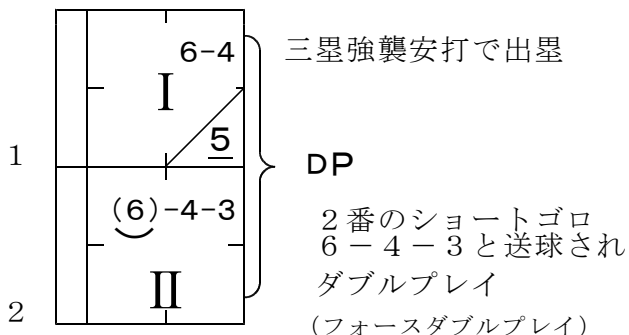 6-4
三塁強襲安打で出塁
Ⅰ
5
1
DP
(6)-4-3
2番のショートゴロ
6-4-3と送球され
ダブルプレイ
Ⅱ
2
(フォースダブルプレイ)